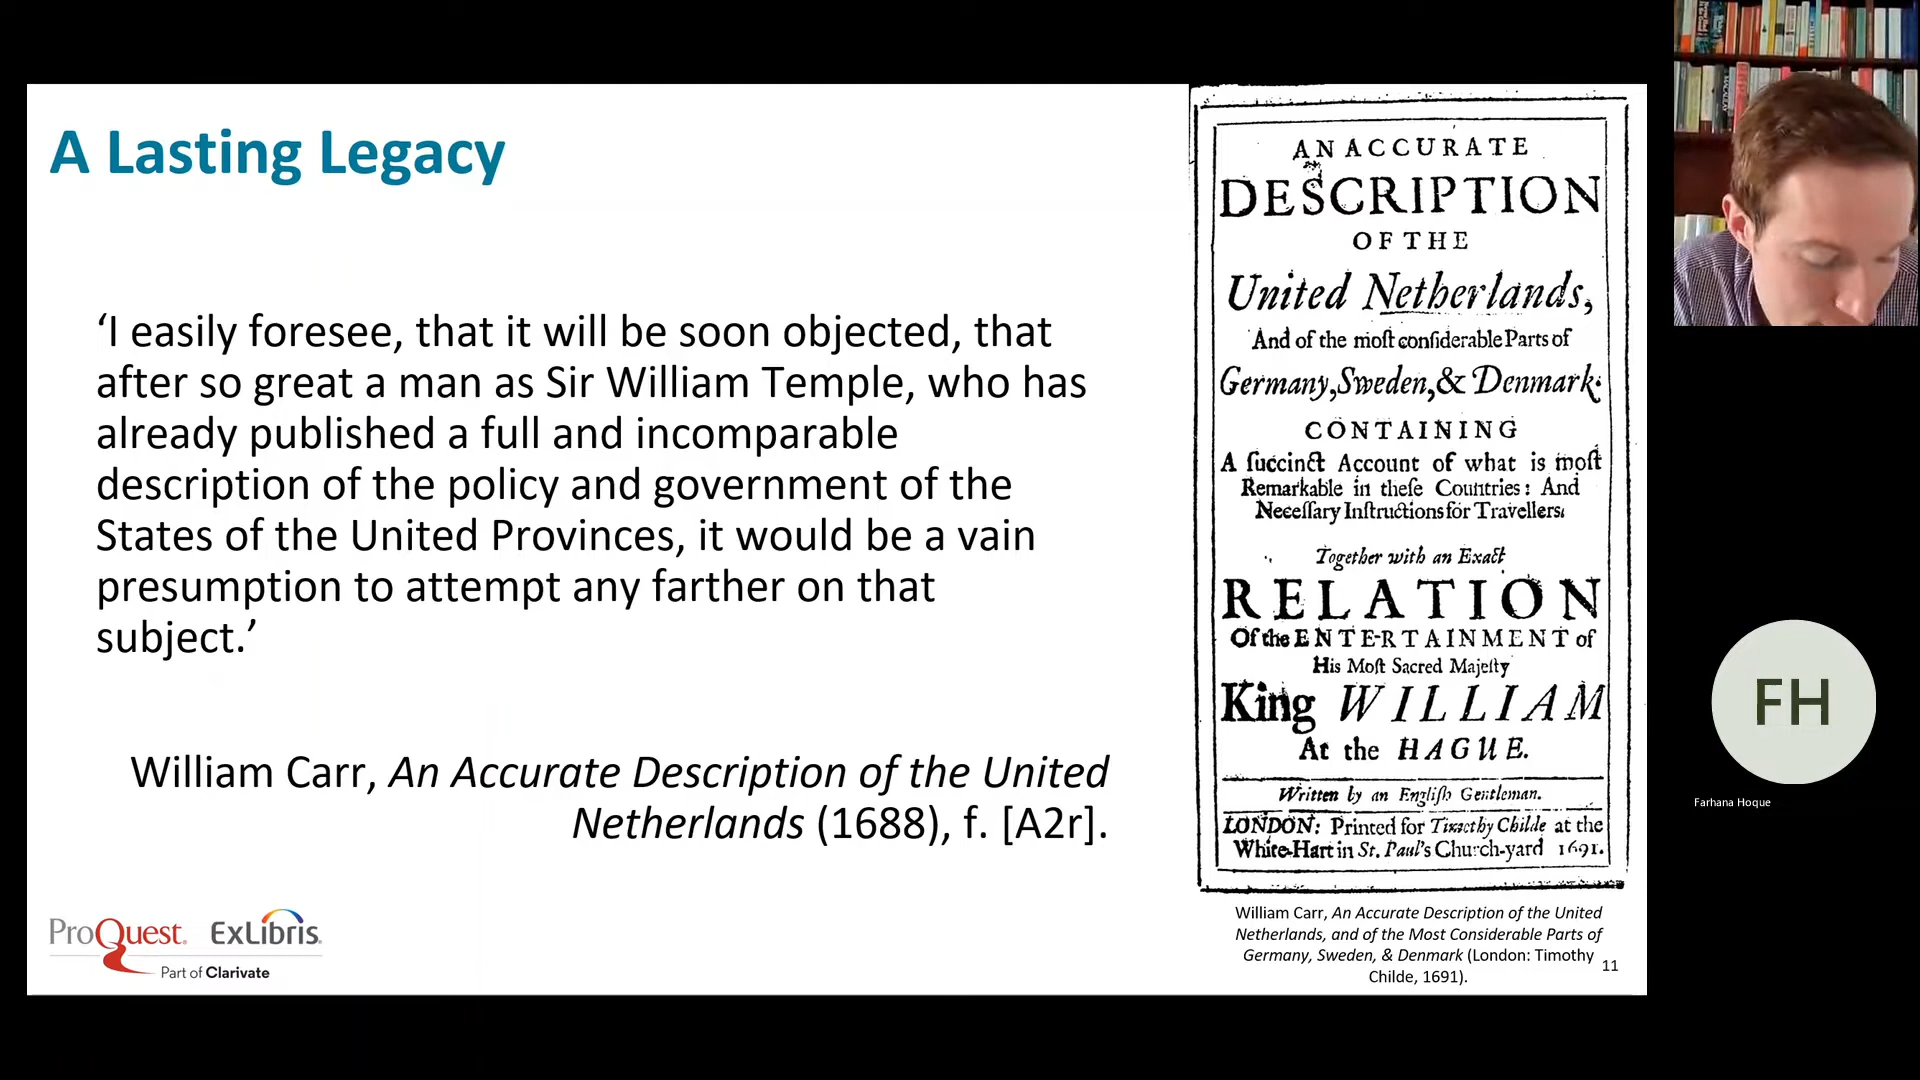 A Lasting Legacy
‘I easily foresee, that it will be soon objected, that
after so great a man as Sir William Temple, who has
already published a full and incomparable
description of the policy and government of the
States of the United Provinces, it would be a vain
presumption to attempt any farther on that
subject.’
William Carr, An Accurate Description of the United
Netherlands (1688), f. [A2r].
ProQuest. ExLibris.
Part of Clarivate
AN ACCURATE
DESCRIPTION
OF THE
United Netherlands,
And of the moſt conſiderable Parts of
Germany, Sweden, & Denmark.
CONTAINING
A ſuccinct Account of what is moſt
Remarkable in theſe Countries: And
Neceſſary Inſtructions for Travellers.
Together with an Exact
RELATION
Of the ENTERTAINMENT of
His Moſt Sacred Majeſty
King WILLIAM
At the HAGUE.
Written by an Engliſh Gentleman.
LONDON: Printed for Timothy Childe at the
White-Hart in St. Paul's Church-yard 1691.
William Carr, An Accurate Description of the United
Netherlands, and of the Most Considerable Parts of
Germany, Sweden, & Denmark (London: Timothy
Childe, 1691).
11
FH
Farhana Hoque